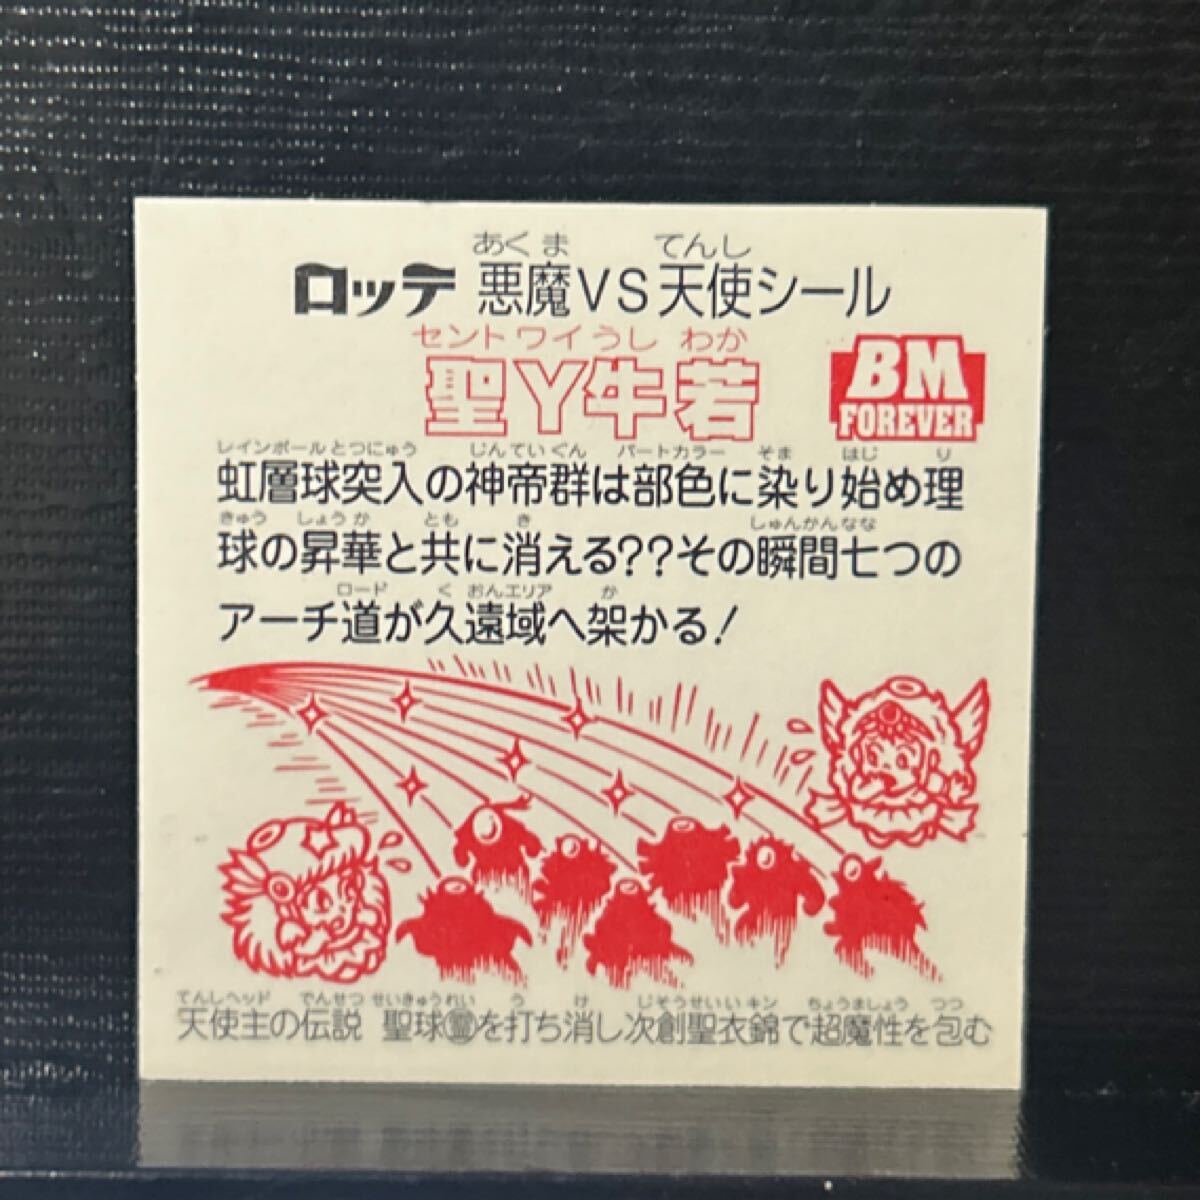 あくま てんし
ロッテ 悪魔VS天使シール
セントワイうしわか
聖Y牛若
BM
FOREVER
レインボールとつにゅう じんていぐん パートカラー そま はじ り
虹層球突入の神帝群は部色に染り始め理
きゅう しょうか とも き しゅんかんなな
球の昇華と共に消える??その瞬間七つの
ロード く おんエリア か
アーチ道が久遠域へ架かる!
てんしヘッド でんせつ せいきゅうれい う け じそうせいいキン ちょうましょう つつ
天使主の伝説 聖球㊀を打ち消し次創聖衣錦で超魔性を包む